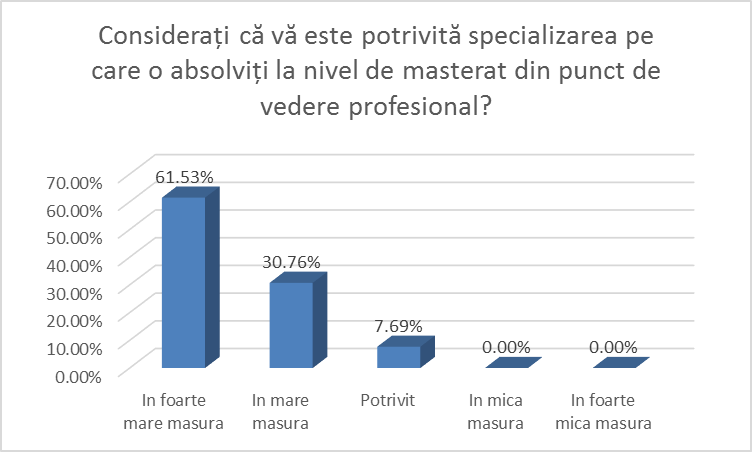 Considerați că vă este potrivită specializarea pe
care o absolviți la nivel de masterat din punct de
vedere profesional?
70.00%
60.00%
50.00%
40.00%
30.00%
20.00%
10.00%
0.00%
61.53%
30.76%
7.69%
0.00%
0.00%
In foarte
mare masura
In mare
masura
Potrivit
In mica
masura
In foarte
mica masura